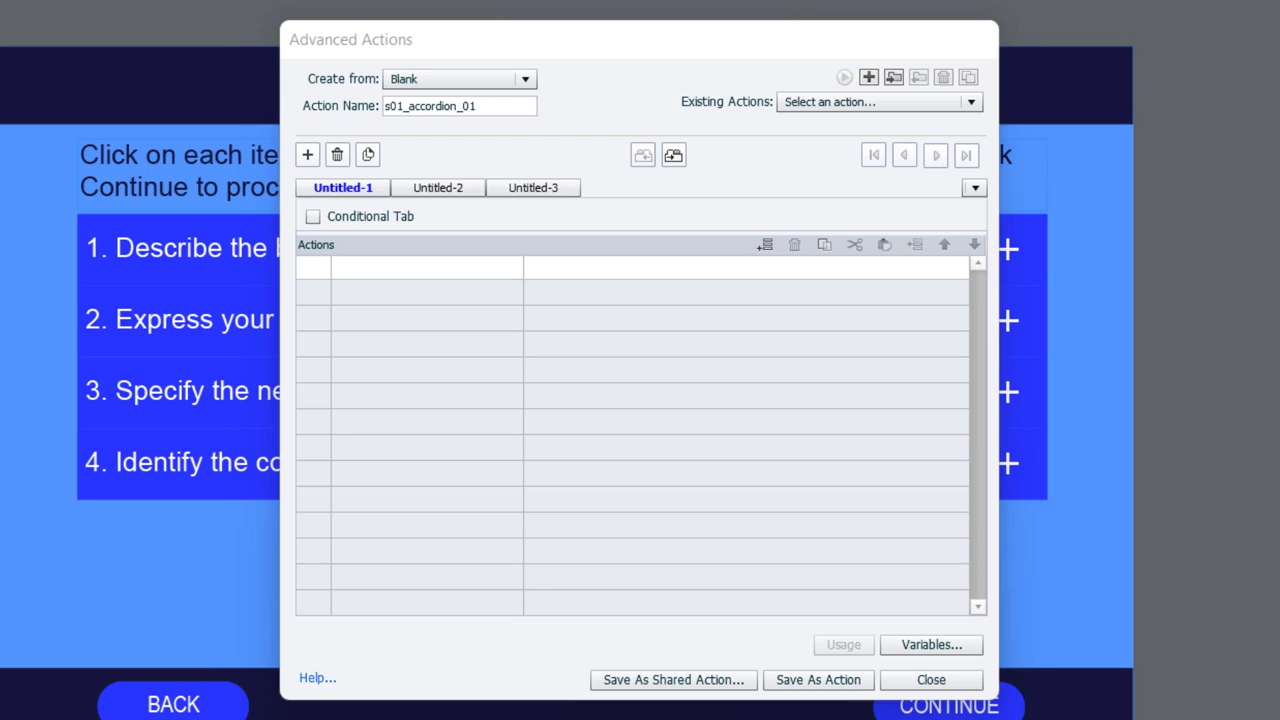 Advanced Actions
Create from: Blank
Action Name: s01_accordion_01
Existing Actions: Select an action...
Untitled-1 Untitled-2 Untitled-3
Conditional Tab
Actions
Click on each ite
k
Continue to proc
1. Describe the
2. Express your
3. Specify the ne
4. Identify the co
Usage Variables...
Help...
Save As Shared Action... Save As Action Close
BACK CONTINUE